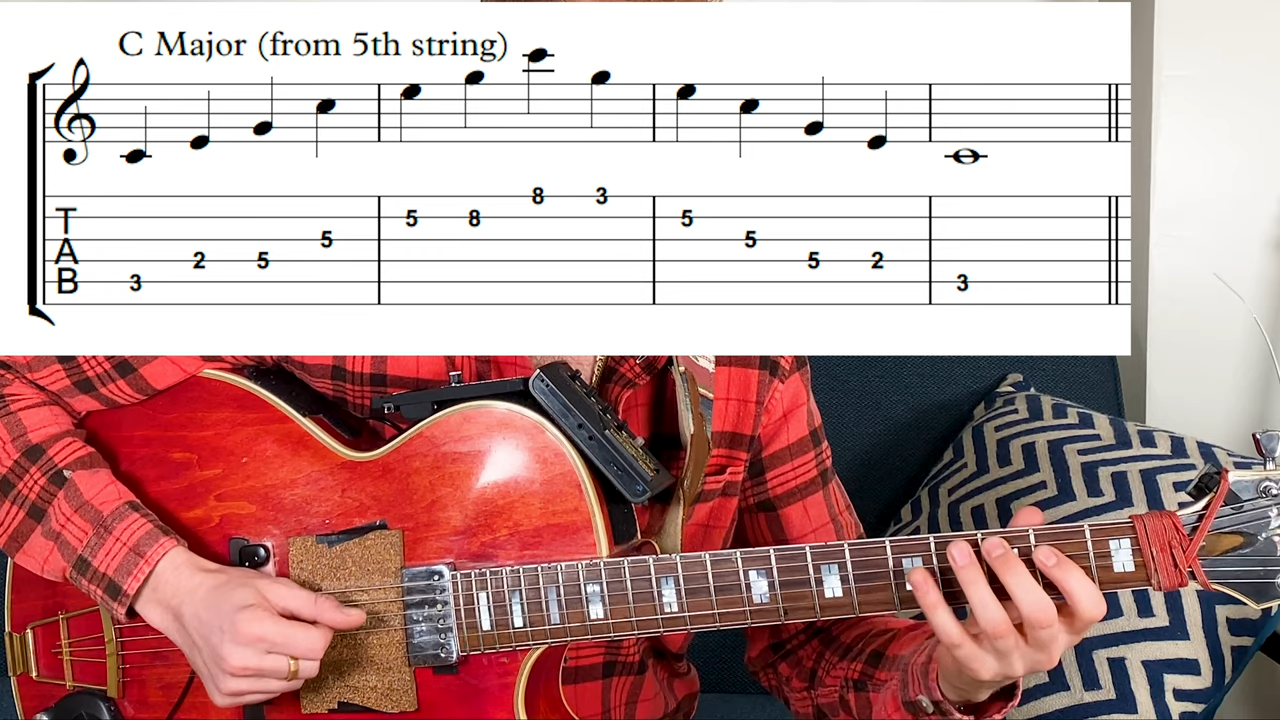 C Major (from 5th string)
8 3
T 5 8 5
5 5
A 2 5 5 2
B 3 3